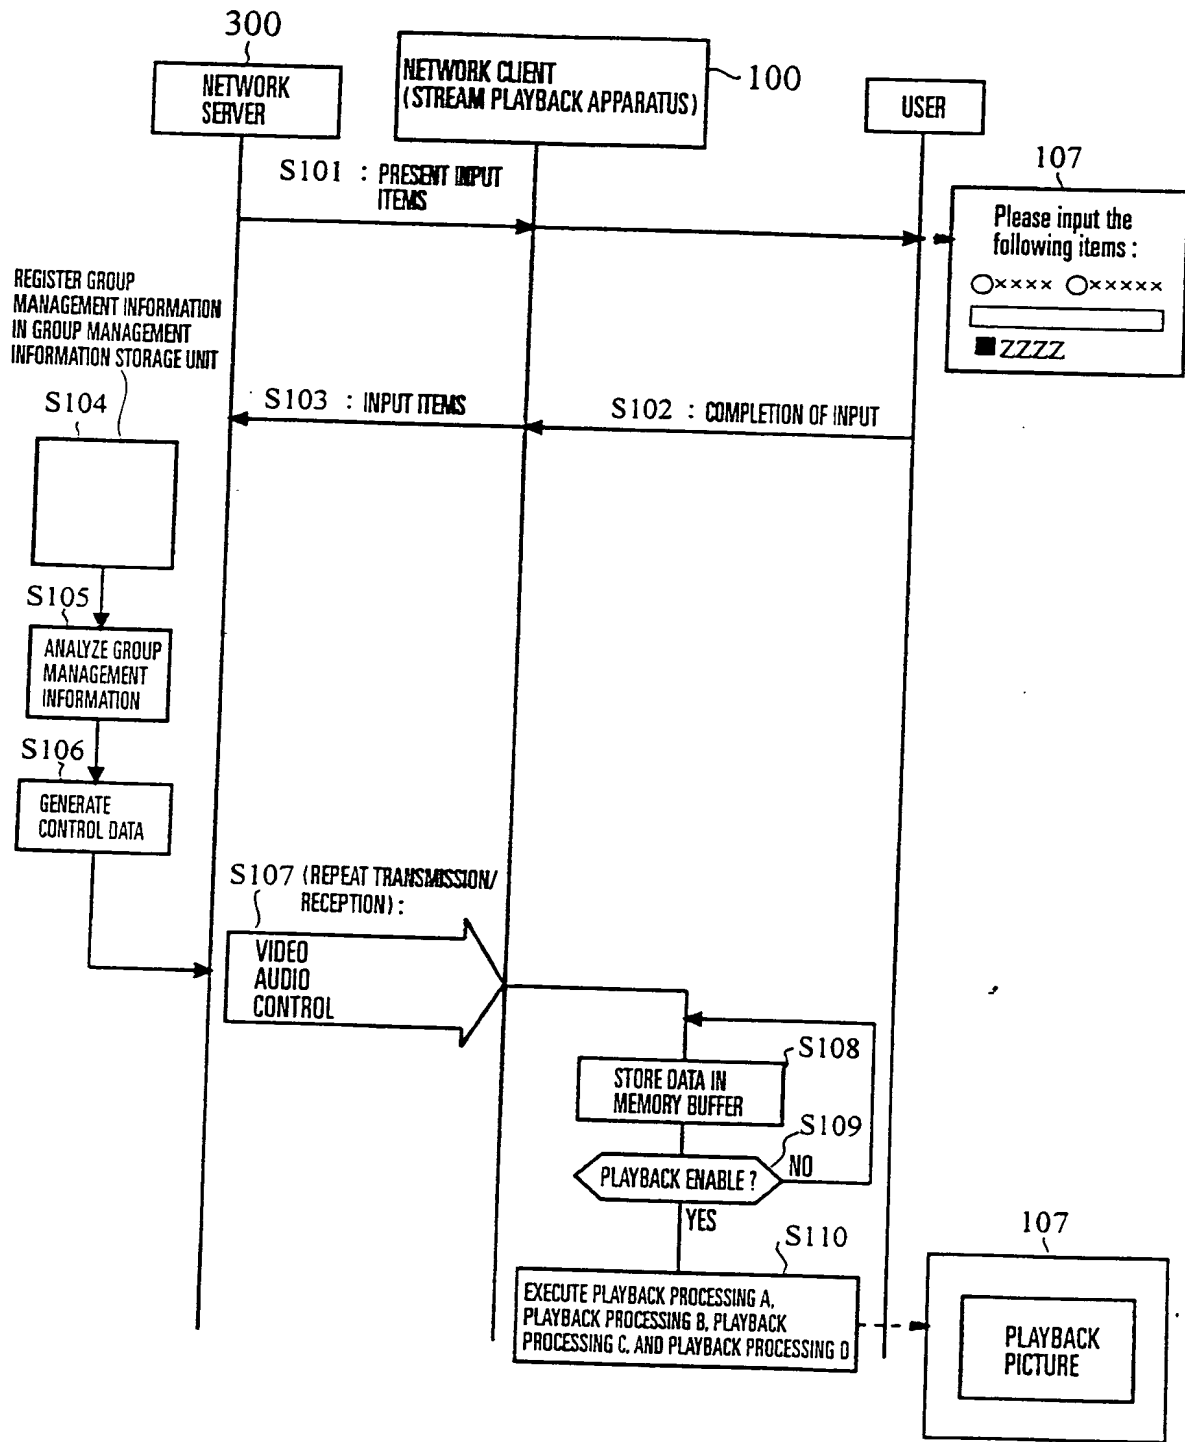 300
NETWORK
SERVER
NETWORK CLIENT
(STREAM PLAYBACK APPARATUS)
100
USER
S101 : PRESENT INPUT
ITEMS
107
Please input the
following items :
○×××× ○×××××
■ZZZZ
REGISTER GROUP
MANAGEMENT INFORMATION
IN GROUP MANAGEMENT
INFORMATION STORAGE UNIT
S104
S103 : INPUT ITEMS
S102 : COMPLETION OF INPUT
S105
ANALYZE GROUP
MANAGEMENT
INFORMATION
S106
GENERATE
CONTROL DATA
S107 (REPEAT TRANSMISSION/
RECEPTION) :
VIDEO
AUDIO
CONTROL
S108
STORE DATA IN
MEMORY BUFFER
S109
PLAYBACK ENABLE ?
NO
YES
S110
EXECUTE PLAYBACK PROCESSING A,
PLAYBACK PROCESSING B, PLAYBACK
PROCESSING C, AND PLAYBACK PROCESSING D
107
PLAYBACK
PICTURE